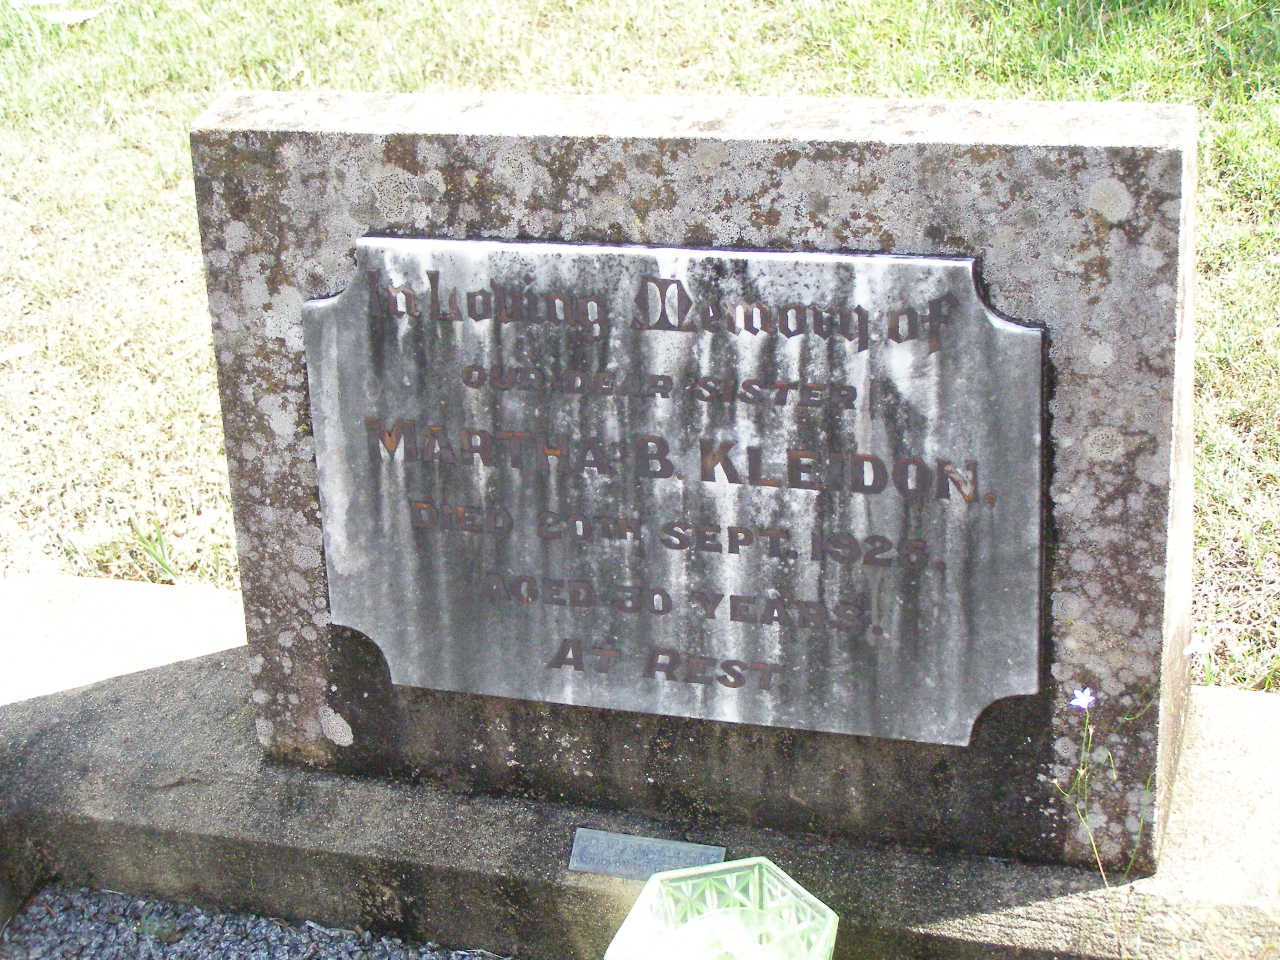 In Loving Memory of
OUR DEAR SISTER
MARTHA B. KLEIDON.
DIED 20TH SEPT. 1925,
AGED 30 YEARS.
AT REST.